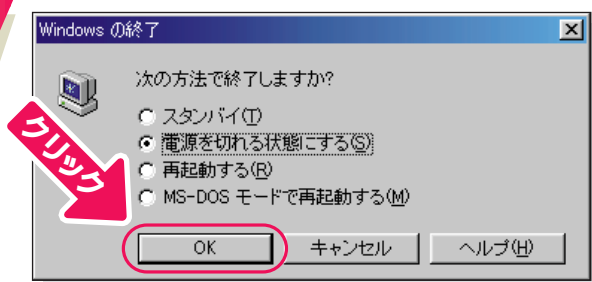 Windows の終了
次の方法で終了しますか?
スタンバイ(T)
電源を切れる状態にする(S)
再起動する(R)
MS-DOS モードで再起動する(M)
クリック
OK キャンセル ヘルプ(H)